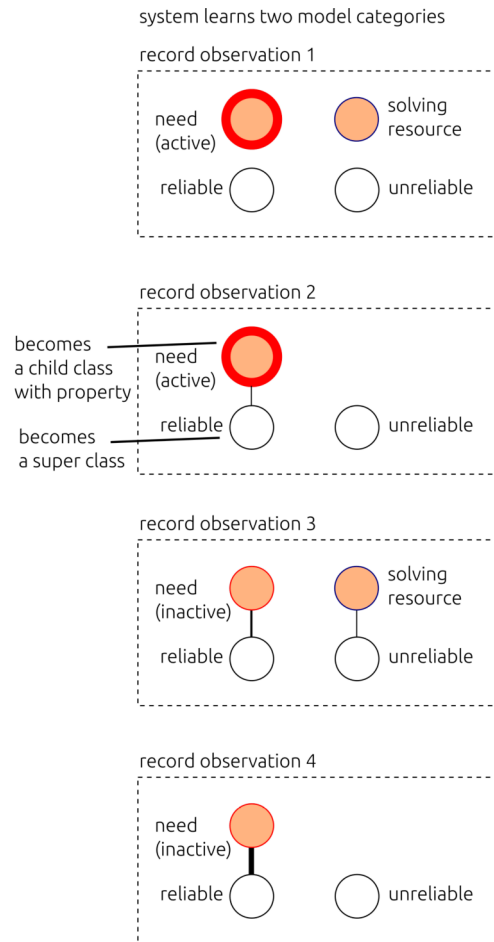 system learns two model categories
record observation 1
need
(active)
solving
resource
reliable
unreliable
record observation 2
becomes
a child class
with property
need
(active)
reliable
unreliable
becomes
a super class
record observation 3
need
(inactive)
solving
resource
reliable
unreliable
record observation 4
need
(inactive)
reliable
unreliable